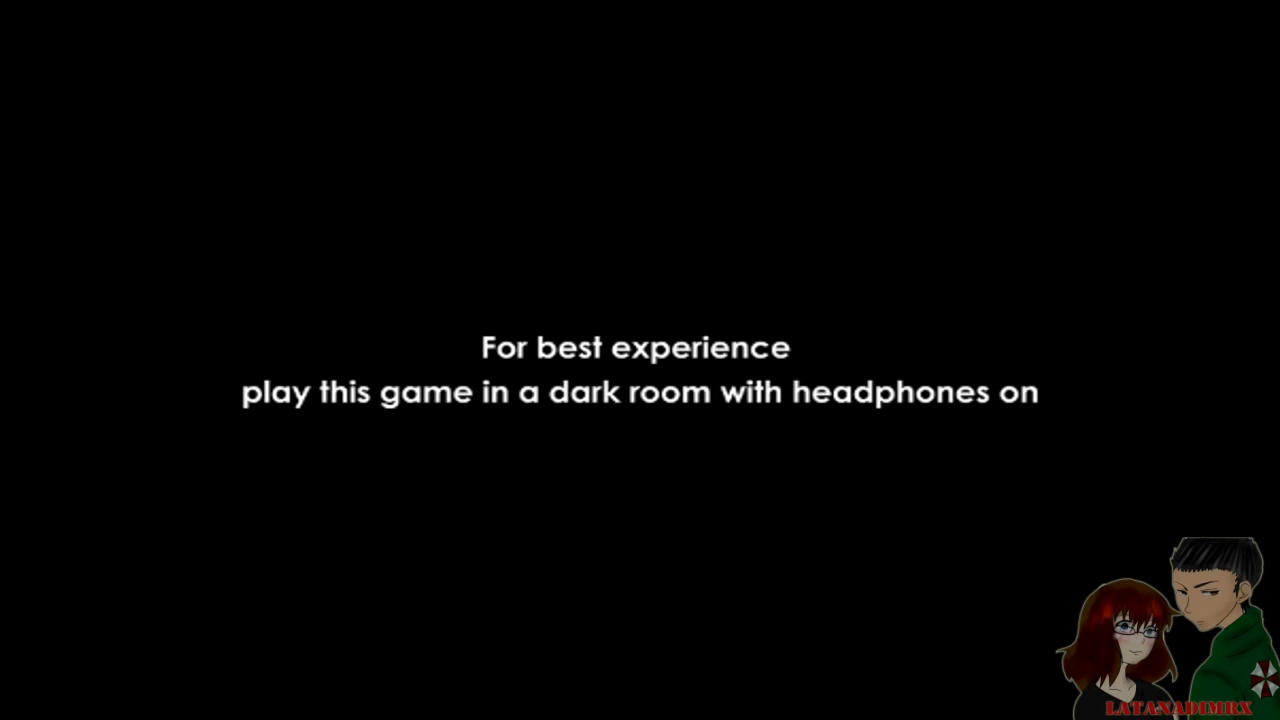 For best experience
play this game in a dark room with headphones on
LATANADIMRX